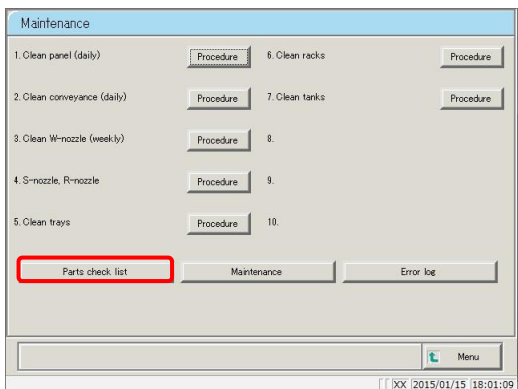 Maintenance
1. Clean panel (daily) Procedure 6. Clean racks Procedure
2. Clean conveyance (daily) Procedure 7. Clean tanks Procedure
3. Clean W-nozzle (weekly) Procedure 8.
4. S-nozzle, R-nozzle Procedure 9.
5. Clean trays Procedure 10.
Parts check list Maintenance Error log
Menu
XX 2015/01/15 18:01:09